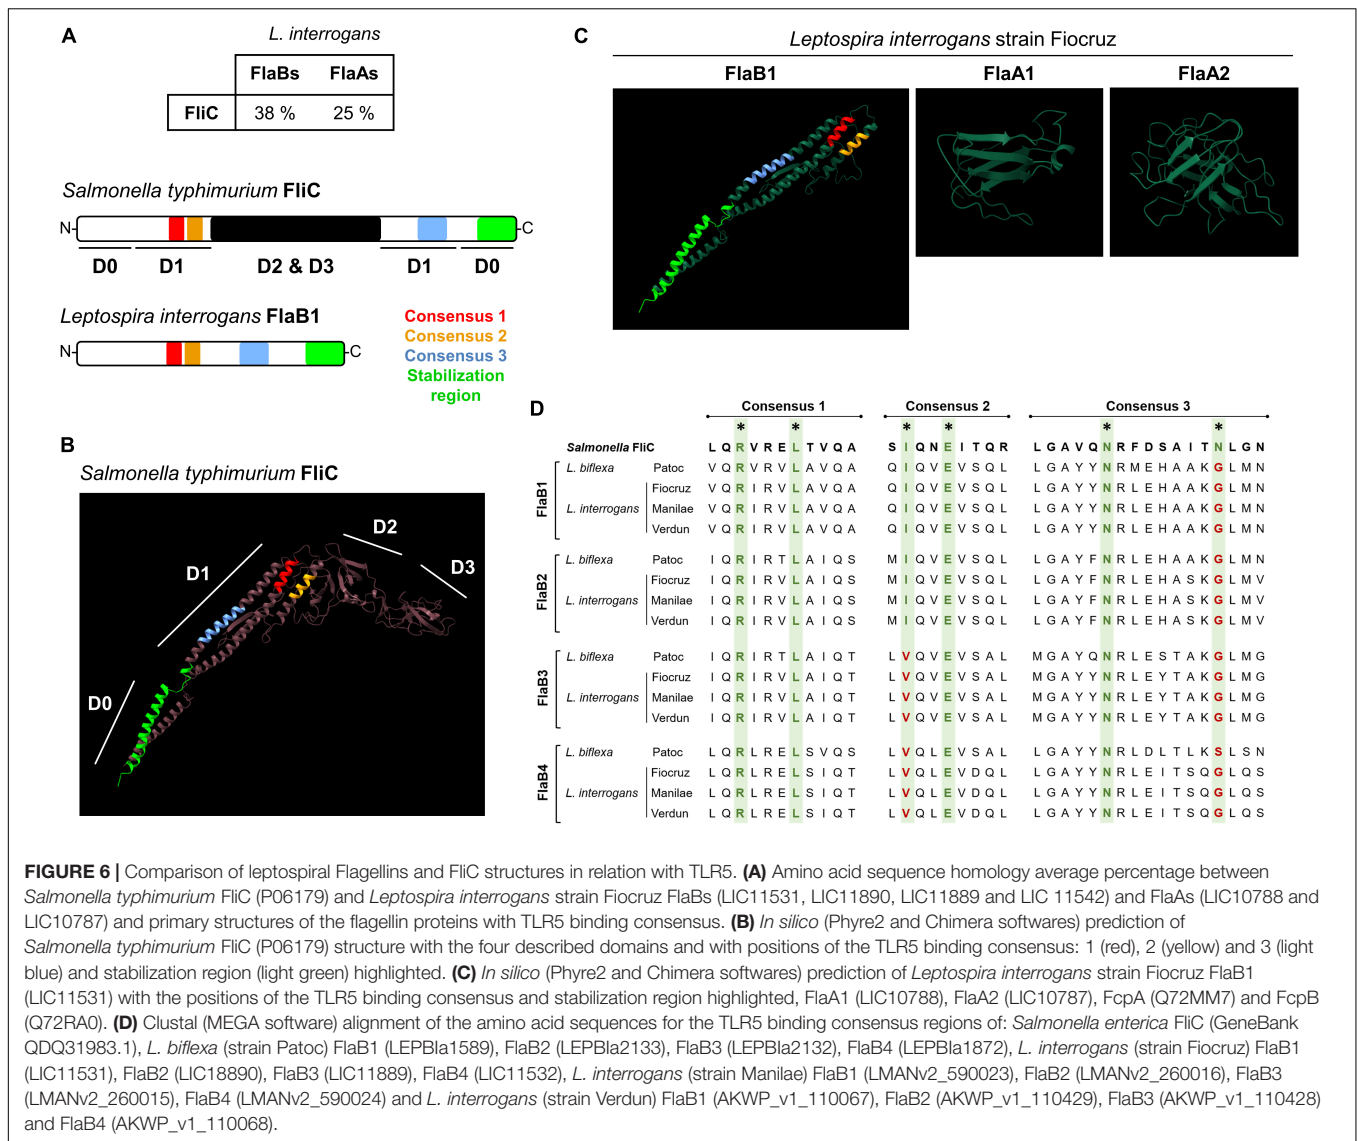 A
L. interrogans
FlaBs FlaAs
FliC 38 % 25 %
Salmonella typhimurium FliC
N- -C
D0 D1 D2 & D3 D1 D0
Leptospira interrogans FlaB1
N- -C
Consensus 1
Consensus 2
Consensus 3
Stabilization
region
B
Salmonella typhimurium FliC
D0
D1
D2
D3
C
Leptospira interrogans strain Fiocruz
FlaB1 FlaA1 FlaA2
D
Consensus 1 Consensus 2 Consensus 3
* * * * * *
Salmonella FliC L Q R V R E L T V Q A S I Q N E I T Q R L G A V Q N R F D S A I T N L G N
FlaB1
L. biflexa Patoc V Q R V R V L A V Q A Q I Q V E V S Q L L G A Y N N R M E H A A K G L M N
Fiocruz V Q R I R V L A V Q A Q I Q V E V S Q L L G A Y N N R L E H A A K G L M N
L. interrogans Manilae V Q R I R V L A V Q A Q I Q V E V S Q L L G A Y N N R L E H A A K G L M N
Verdun V Q R I R V L A V Q A Q I Q V E V S Q L L G A Y N N R L E H A A K G L M N
FlaB2
L. biflexa Patoc I Q R I R T L A I Q S M I Q V E V S Q L L G A Y F N R L E H A A K G L M N
Fiocruz I Q R I R V L A I Q S M I Q V E V S Q L L G A Y F N R L E H A S K G L M V
L. interrogans Manilae I Q R I R V L A I Q S M I Q V E V S Q L L G A Y F N R L E H A S K G L M V
Verdun I Q R I R V L A I Q S M I Q V E V S Q L L G A Y F N R L E H A S K G L M V
FlaB3
L. biflexa Patoc I Q R I R T L A I Q T L V Q V E V S A L M G A Y Q N R L E S T A K G L M G
Fiocruz I Q R I R V L A I Q T L V Q V E V S A L M G A Y Y N R L E Y T A K G L M G
L. interrogans Manilae I Q R I R V L A I Q T L V Q V E V S A L M G A Y Y N R L E Y T A K G L M G
Verdun I Q R I R V L A I Q T L V Q V E V S A L M G A Y Y N R L E Y T A K G L M G
FlaB4
L. biflexa Patoc L Q R L R E L S V Q S L V Q L E V S A L L G A Y Y N R L D L T L K S L S N
Fiocruz L Q R L R E L S I Q T L V Q L E V D Q L L G A Y Y N R L E I T S Q G L Q S
L. interrogans Manilae L Q R L R E L S I Q T L V Q L E V D Q L L G A Y Y N R L E I T S Q G L Q S
Verdun L Q R L R E L S I Q T L V Q L E V D Q L L G A Y Y N R L E I T S Q G L Q S
FIGURE 6 | Comparison of leptospiral Flagellins and FliC structures in relation with TLR5. (A) Amino acid sequence homology average percentage between
Salmonella typhimurium FliC (P06179) and Leptospira interrogans strain Fiocruz FlaBs (LIC11531, LIC11890, LIC11889 and LIC 11542) and FlaAs (LIC10788 and
LIC10787) and primary structures of the flagellin proteins with TLR5 binding consensus. (B) In silico (Phyre2 and Chimera softwares) prediction of
Salmonella typhimurium FliC (P06179) structure with the four described domains and with positions of the TLR5 binding consensus: 1 (red), 2 (yellow) and 3 (light
blue) and stabilization region (light green) highlighted. (C) In silico (Phyre2 and Chimera softwares) prediction of Leptospira interrogans strain Fiocruz FlaB1
(LIC11531) with the positions of the TLR5 binding consensus and stabilization region highlighted, FlaA1 (LIC10788), FlaA2 (LIC10787), FcpA (Q72MM7) and FcpB
(Q72RA0). (D) Clustal (MEGA software) alignment of the amino acid sequences for the TLR5 binding consensus regions of: Salmonella enterica FliC (GeneBank
QDQ31983.1), L. biflexa (strain Patoc) FlaB1 (LEPBIa1589), FlaB2 (LEPBIa2133), FlaB3 (LEPBIa2132), FlaB4 (LEPBIa1872), L. interrogans (strain Fiocruz) FlaB1
(LIC11531), FlaB2 (LIC18890), FlaB3 (LIC11889), FlaB4 (LIC11532), L. interrogans (strain Manilae) FlaB1 (LMANv2_590023), FlaB2 (LMANv2_260016), FlaB3
(LMANv2_260015), FlaB4 (LMANv2_590024) and L. interrogans (strain Verdun) FlaB1 (AKWP_v1_110067), FlaB2 (AKWP_v1_110429), FlaB3 (AKWP_v1_110428)
and FlaB4 (AKWP_v1_110068).